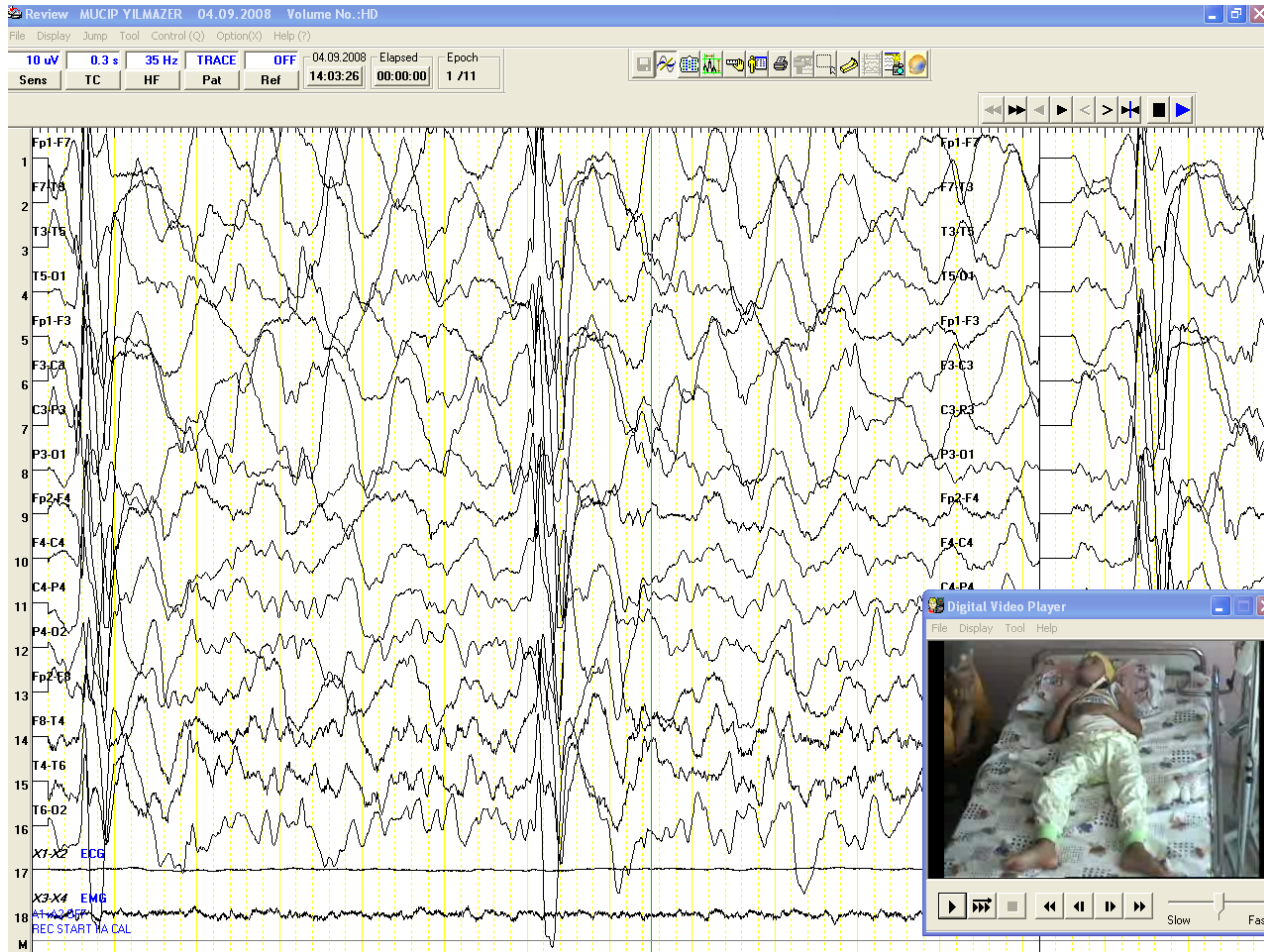 Review MUCIP YILMAZER 04.09.2008 Volume No.:HD
File Display Jump Tool Control (Q) Option(X) Help (?)
10 uV 0.3 s 35 Hz TRACE OFF 04.09.2008 Elapsed Epoch
Sens TC HF Pat Ref 14:03:26 00:00:00 1 /11
Fp1-F7 Fp1-F7
1
F7-T3 F7-T3
2
T3-T5 T3-T5
3
T5-O1 T5-O1
4
Fp1-F3 Fp1-F3
5
F3-C3 F3-C3
6
C3-P3 C3-P3
7
P3-O1 P3-O1
8
Fp2-F4 Fp2-F4
9
F4-C4 F4-C4
10
C4-P4 C4-P4
11
P4-O2
12
Fp2-F8
13
F8-T4
14
T4-T6
15
T6-O2
16
X1-X2 ECG
17
X3-X4 EMG
18
REC START CAL
M
Digital Video Player
File Display Tool Help
Slow Fas